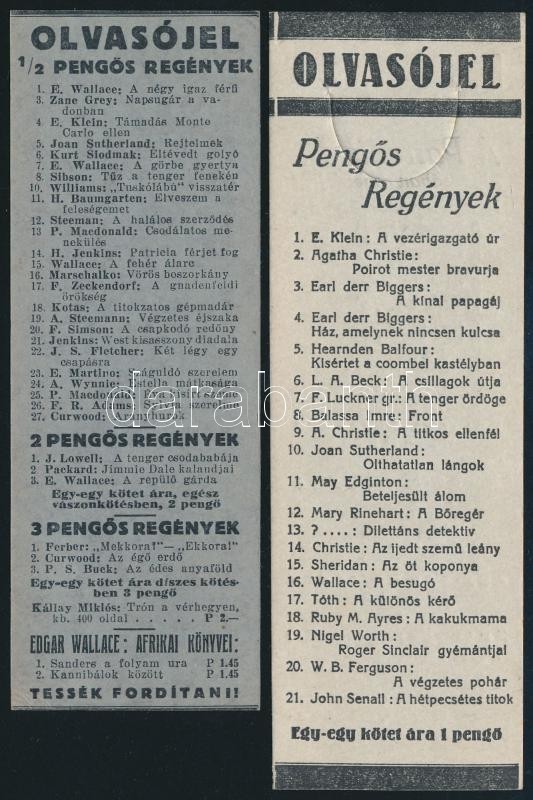 OLVASÓJEL
1/2 PENGŐS REGÉNYEK
1. E. Wallace: A négy igaz férfi
3. Zane Grey: Napsugár a va-
donban
4. E. Klein: Támadás Monte
Carlo ellen
5. Joan Sutherland: Rejtelmek
6. Kurt Siodmak: Eltévedt golyó
7. E. Wallace: A görbe gyertya
8. Sibson: Tűz a tenger fenekén
10. Williams: „Tuskólábú" visszatér
11. H. Baumgarten: Elveszem a
feleségemet
12. Steeman: A halálos szerződés
13 P. Macdonald: Csodálatos me-
nekülés
14. H. Jenkins: Patricia férjet fog
15. Wallace: A fehér álarc
16. Marschalko: Vörös boszorkány
17. F. Zeckendorf: A gnadenfeldi
örökség
18. Kotas: A titokzatos gépmadár
19. A. Steemann: Végzetes éjszaka
20. F. Simson: A csapkodó redőny
21. Jenkins: West kisasszony diadala
22. J. S. Fletcher: Két légy egy
csapásra
23. E. Martino: Száguldó szerelem
24. A. Wynnie: Estella műtkasága
25. P. Macdonald:
26. F. R. Adams: szerelme
27. Curwood:
2 PENGŐS REGÉNYEK
1. J. Lowell: A tenger csodababája
2 Packard: Jimmie Dale kalandjai
3. E. Wallace: A repülő gárda
Egy-egy kötet ára, egész
vászonkötésben, 2 pengő
3 PENGŐS REGÉNYEK
1. Ferber: „Mekkora!"— „Ekkora!"
2. Curwood: Az égő erdő
3. P. S. Buck: Az édes anyaföld
Egy-egy kötet ára díszes kötés-
ben 3 pengő
Kállay Miklós: Trón a vérhegyen,
kb. 400 oldal . . . . . P 2.—
EDGAR WALLACE: AFRIKAI KÖNYVEI:
1. Sanders a folyam ura P 1.45
2. Kannibálok között P 1.45
TESSÉK FORDÍTANI!
OLVASÓJEL
Pengős
Regények
1. E. Klein: A vezérigazgató úr
2. Agatha Christie:
Poirot mester bravurja
3. Earl derr Biggers:
A kínai papagáj
4. Earl derr Biggers:
Ház, amelynek nincsen kulcsa
5. Hearnden Balfour:
Kísértet a coombei kastélyban
6. L. A. Beck: A csillagok útja
7. F. Luckner gr.: A tenger ördöge
8. Balassa Imre: Front
9. A. Christie: A titkos ellenfél
10. Joan Sutherland:
Olthatatlan lángok
11. May Edginton:
Beteljesült álom
12. Mary Rinehart: A Bőregér
13. ?....: Dilettáns detektiv
14. Christie: Az ijedt szemű leány
15. Sheridan: Az öt koponya
16. Wallace: A besugó
17. Tóth: A különös kérő
18. Ruby M. Ayres: A kakukmama
19. Nigel Worth:
Roger Sinclair gyémántjai
20. W. B. Ferguson:
A végzetes pohár
21. John Senall: A hétpecsétes titok
Egy-egy kötet ára 1 pengő
darabanth